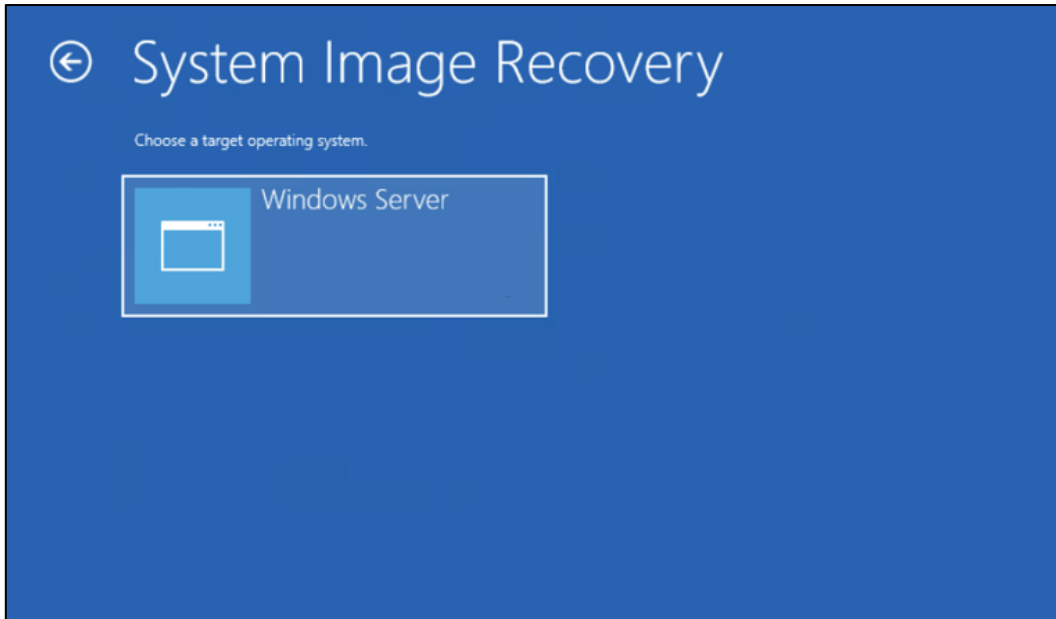 System Image Recovery
Choose a target operating system.
Windows Server